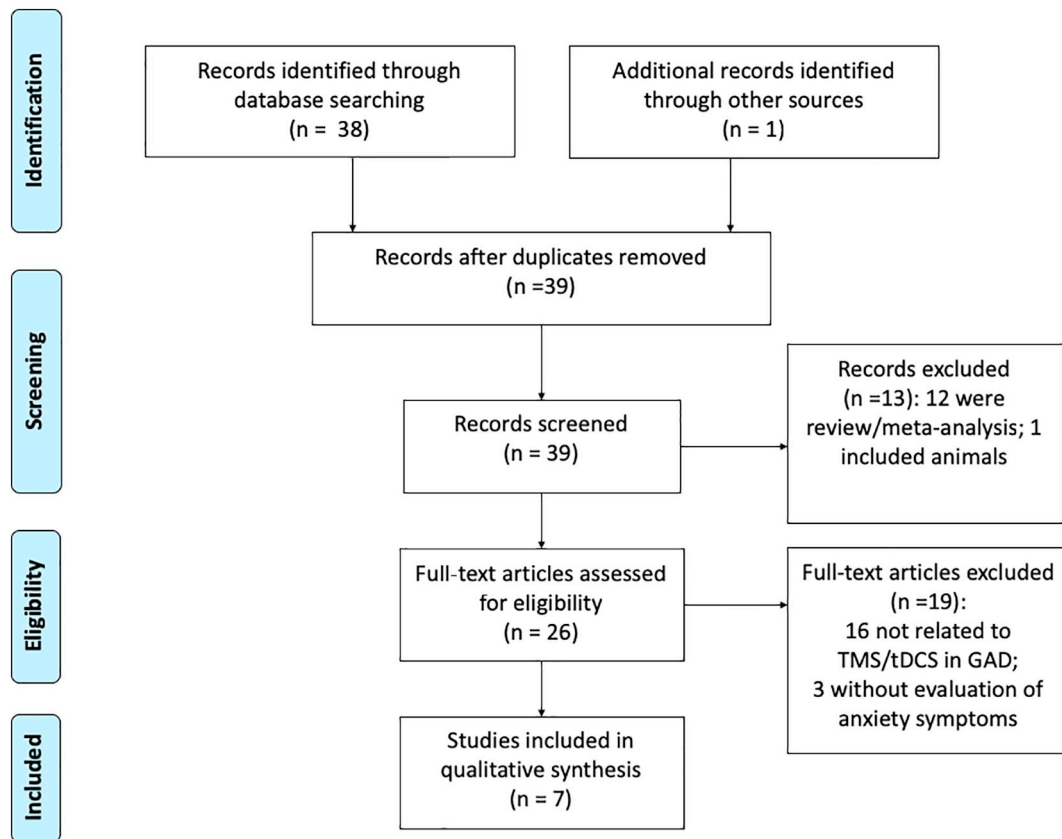 Identification
Records identified through
database searching
(n = 38)
Additional records identified
through other sources
(n = 1)
Records after duplicates removed
(n =39)
Screening
Records screened
(n = 39)
Records excluded
(n =13): 12 were
review/meta-analysis; 1
included animals
Eligibility
Full-text articles assessed
for eligibility
(n = 26)
Full-text articles excluded
(n =19):
16 not related to
TMS/tDCS in GAD;
3 without evaluation of
anxiety symptoms
Included
Studies included in
qualitative synthesis
(n = 7)